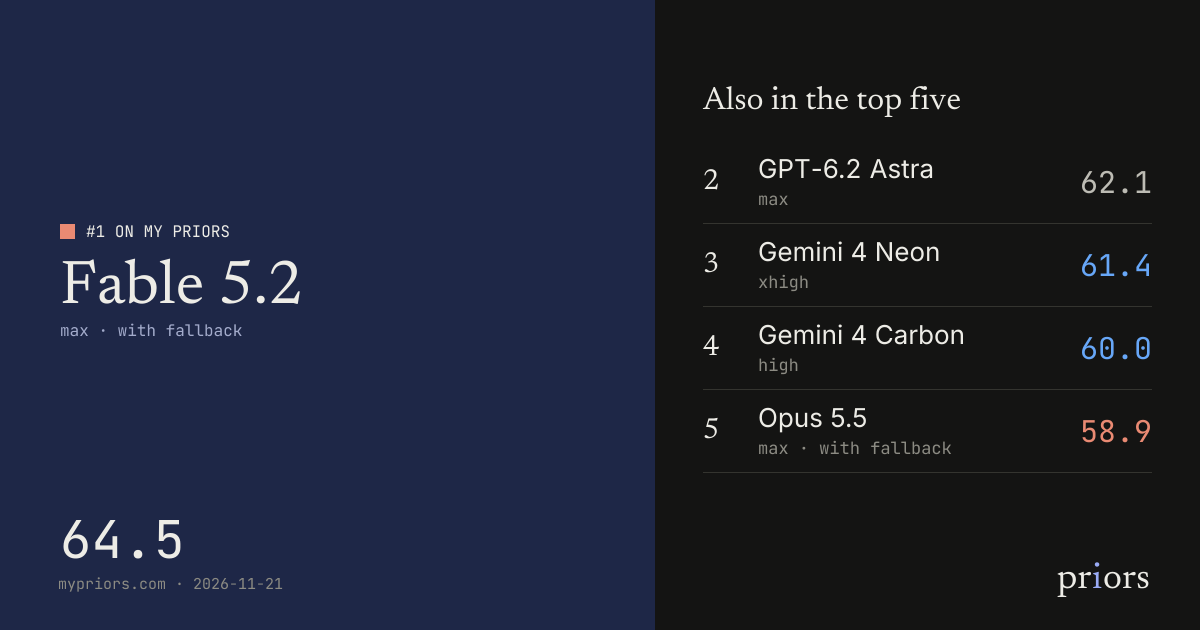 #1 ON MY PRIORS
Fable 5.2
max · with fallback
64.5
mypriors.com · 2026-11-21
Also in the top five
2
GPT-6.2 Astra
max
62.1
3
Gemini 4 Neon
xhigh
61.4
4
Gemini 4 Carbon
high
60.0
5
Opus 5.5
max · with fallback
58.9
priors